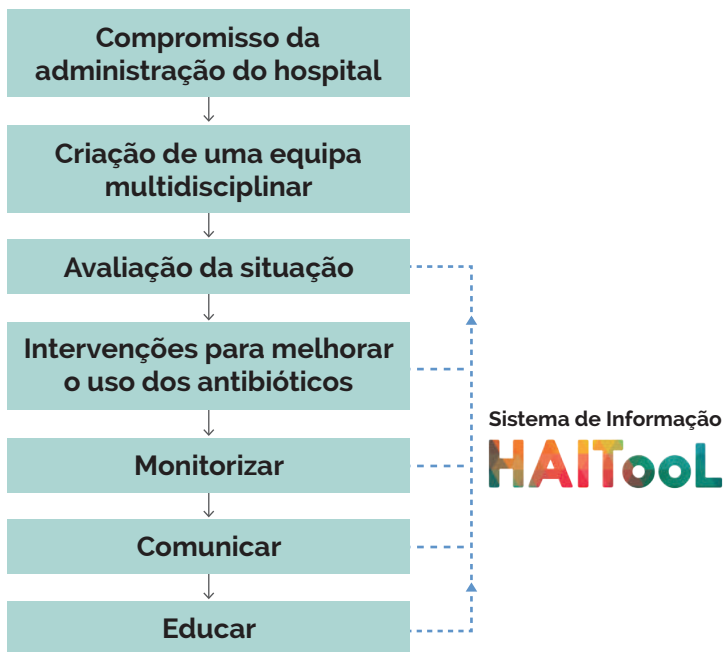 Compromisso da
administração do hospital
Criação de uma equipa
multidisciplinar
Avaliação da situação
Intervenções para melhorar
o uso dos antibióticos
Monitorizar
Comunicar
Educar
Sistema de Informação
HAITooL